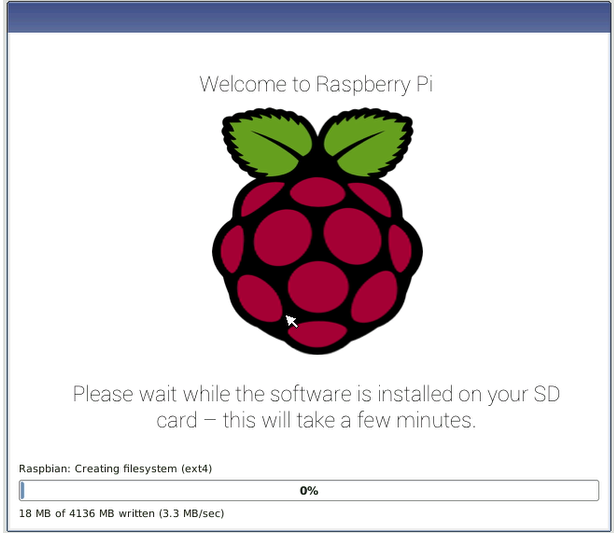 Welcome to Raspberry Pi
Please wait while the software is installed on your SD
card – this will take a few minutes.
Raspbian: Creating filesystem (ext4)
0%
18 MB of 4136 MB written (3.3 MB/sec)